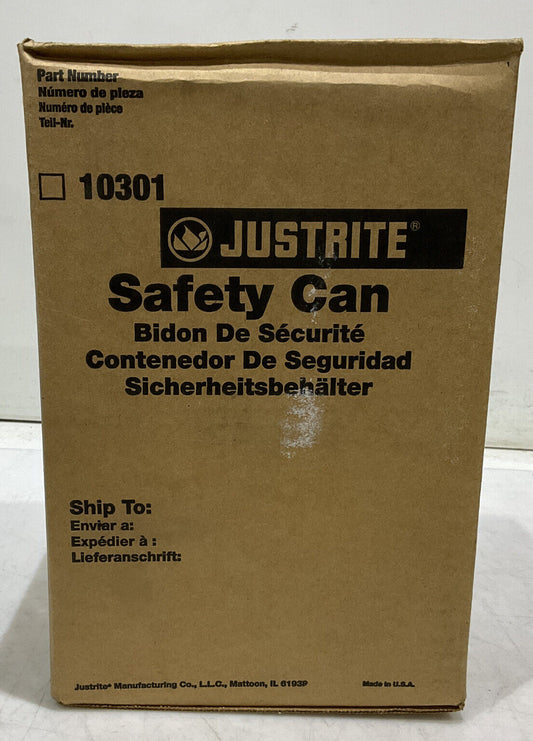 Part Number
Número de pieza
Numéro de pièce
Teil-Nr.
10301
JUSTRITE®
Safety Can
Bidon De Sécurité
Contenedor De Seguridad
Sicherheitsbehälter
Ship To:
Enviar a:
Expédier à :
Lieferanschrift:
Justrite® Manufacturing Co., L.L.C., Mattoon, IL 61938
Made in U.S.A.